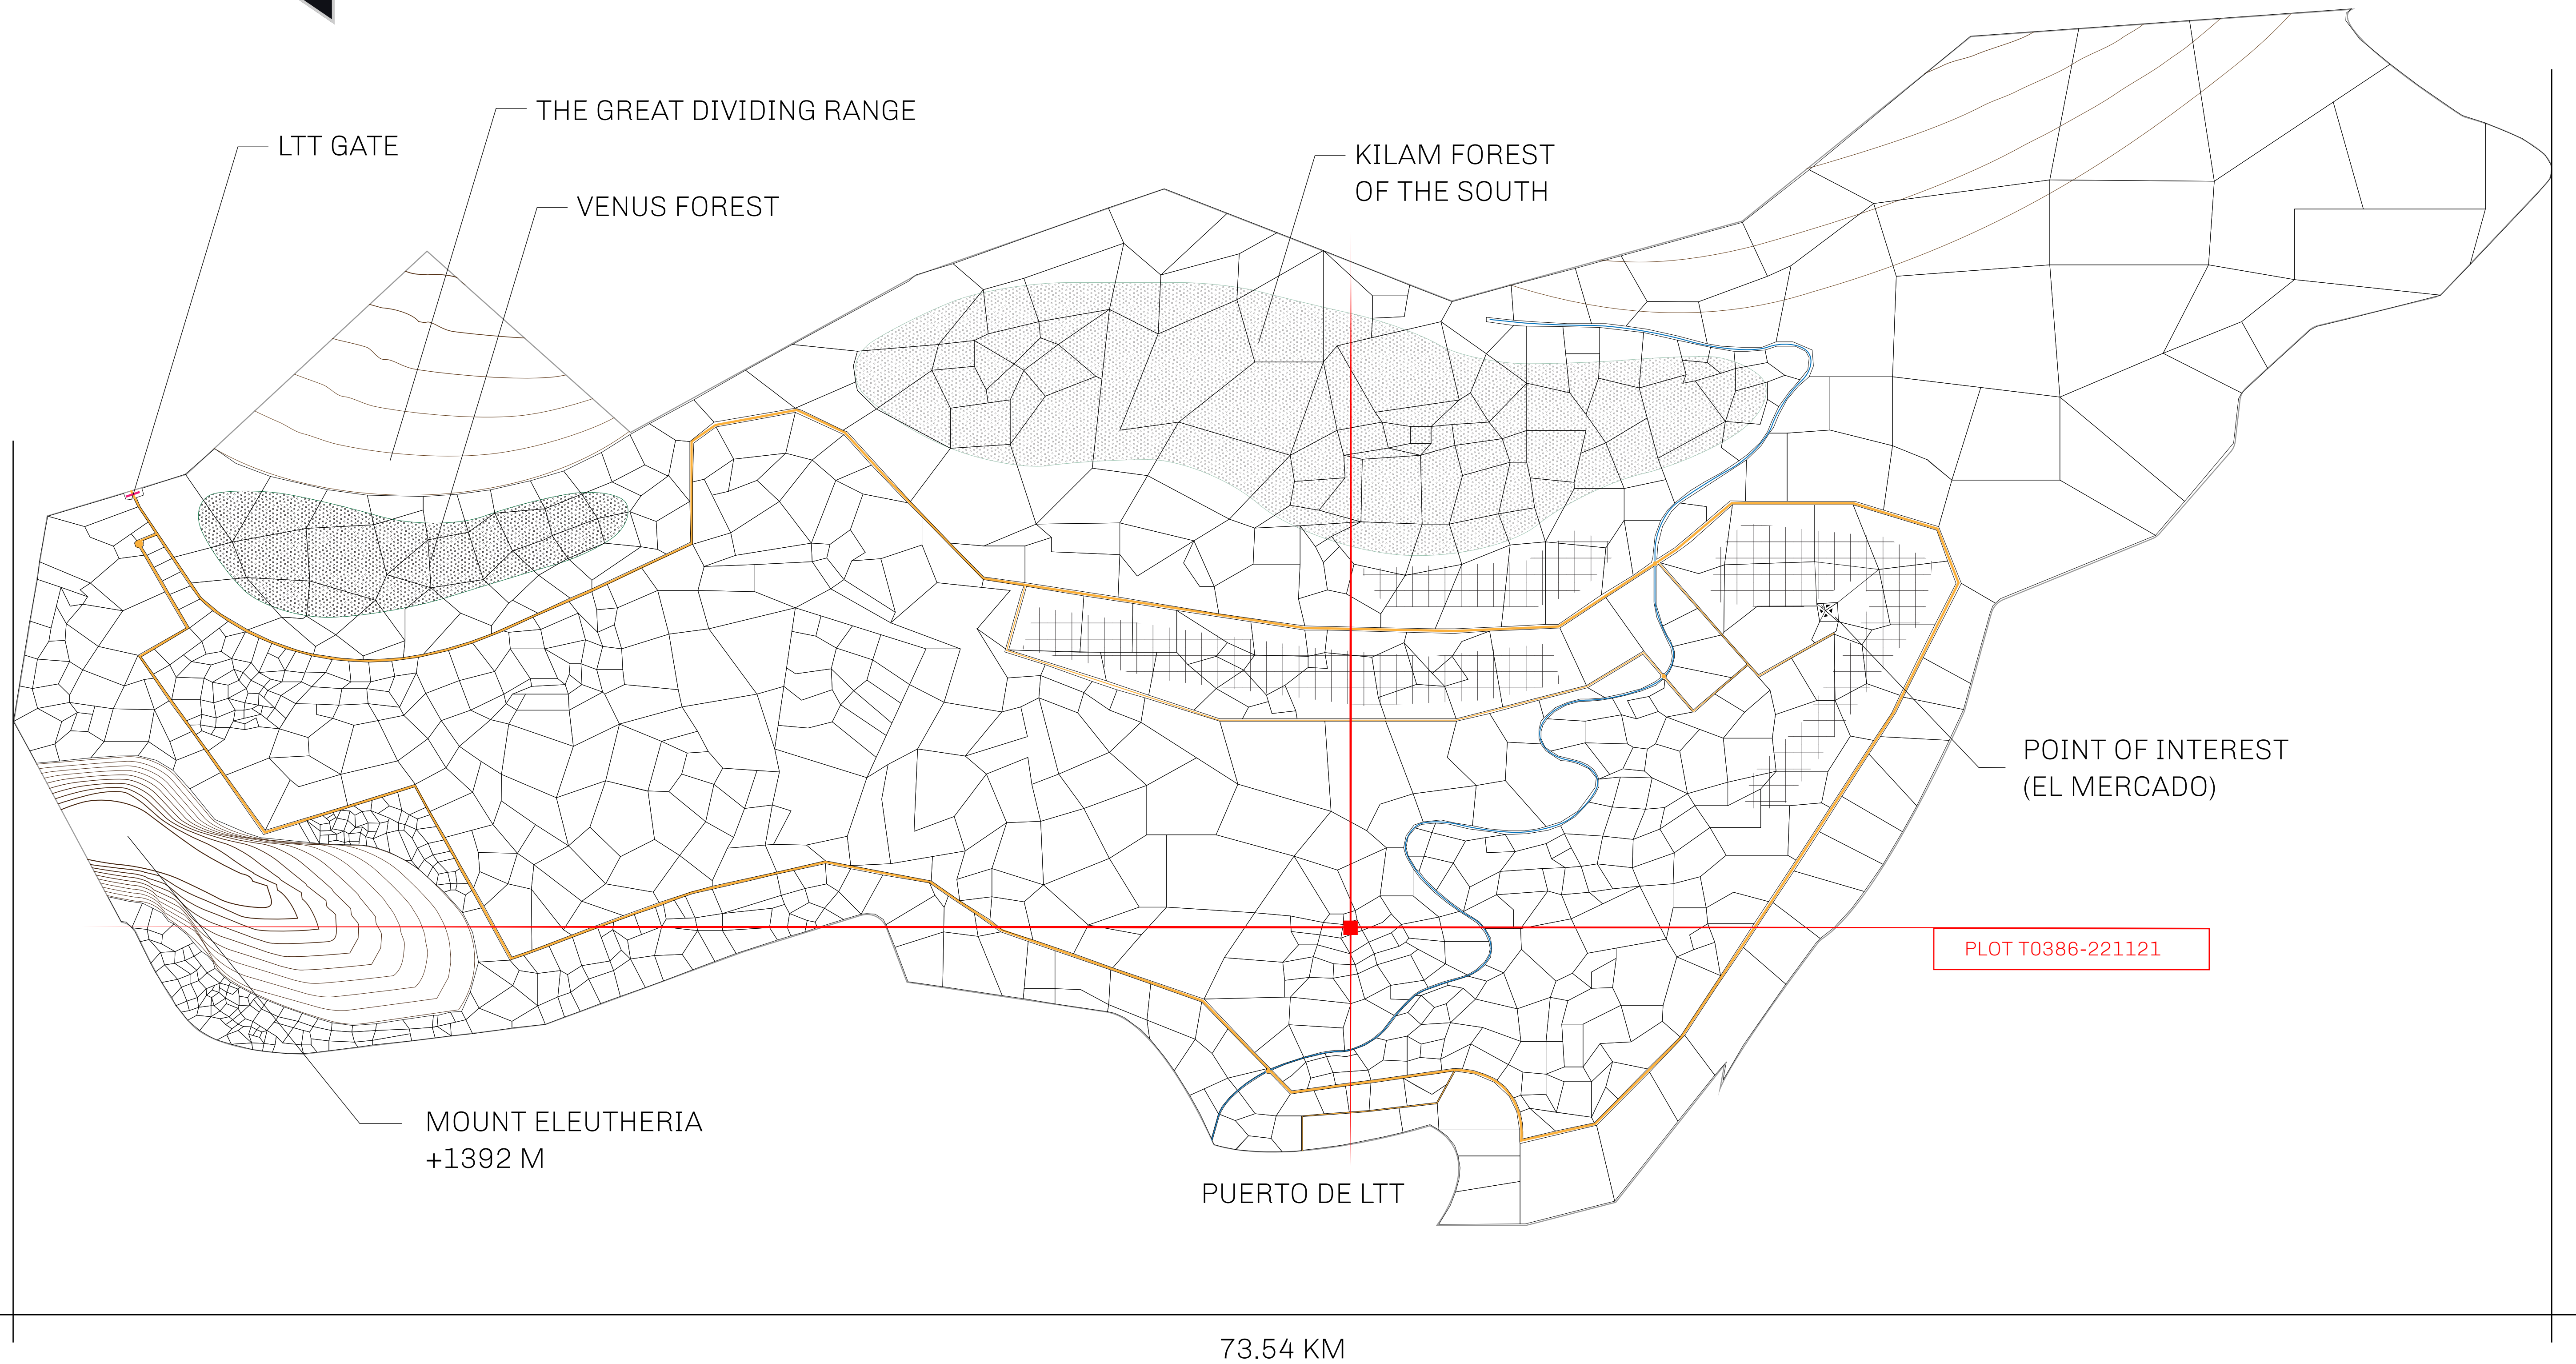 THE GREAT DIVIDING RANGE
LTT GATE
KILAM FOREST
OF THE SOUTH
VENUS FOREST
POINT OF INTEREST
(EL MERCADO)
PLOT T0386-221121
MOUNT ELEUTHERIA
+1392 M
PUERTO DE LTT
73.54 KM